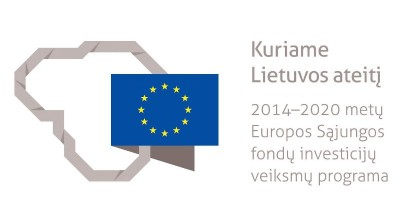 Kuriame
Lietuvos ateitį
2014–2020 metų
Europos Sąjungos
fondų investicijų
veiksmų programa